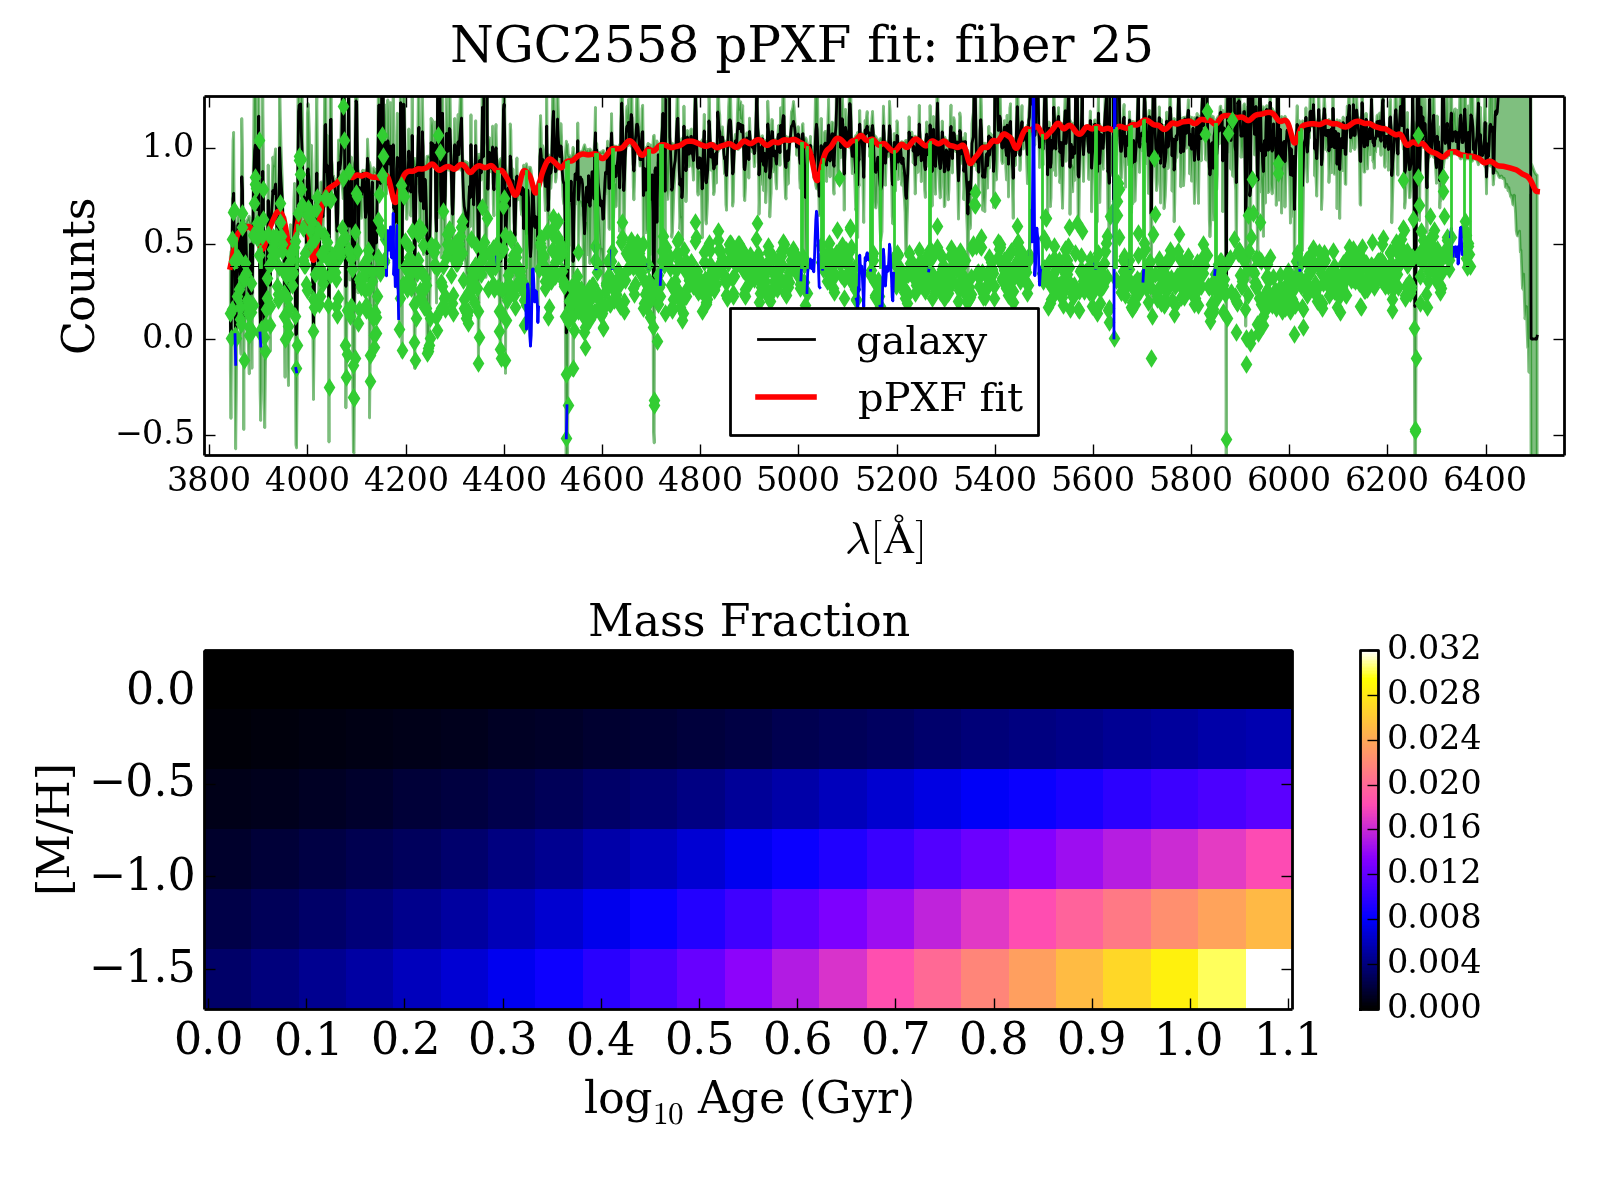 NGC2558 pPXF fit: fiber 25
Counts
1.0
0.5
0.0
−0.5
galaxy
pPXF fit
3800 4000 4200 4400 4600 4800 5000 5200 5400 5600 5800 6000 6200 6400
λ[Å]
Mass Fraction
[M/H]
0.0
−0.5
−1.0
−1.5
0.0 0.1 0.2 0.3 0.4 0.5 0.6 0.7 0.8 0.9 1.0 1.1
log₁₀ Age (Gyr)
0.032
0.028
0.024
0.020
0.016
0.012
0.008
0.004
0.000